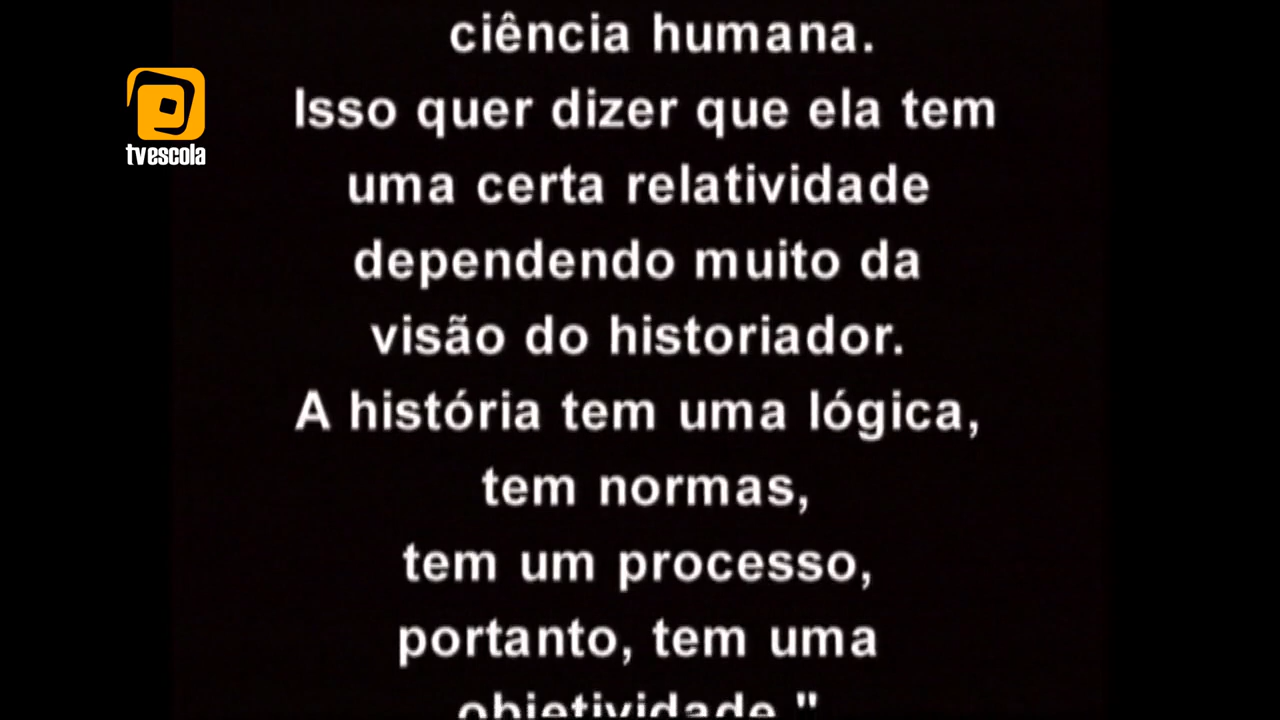 ciência humana.
Isso quer dizer que ela tem
uma certa relatividade
dependendo muito da
visão do historiador.
A história tem uma lógica,
tem normas,
tem um processo,
portanto, tem uma
objetividade."
tvescola